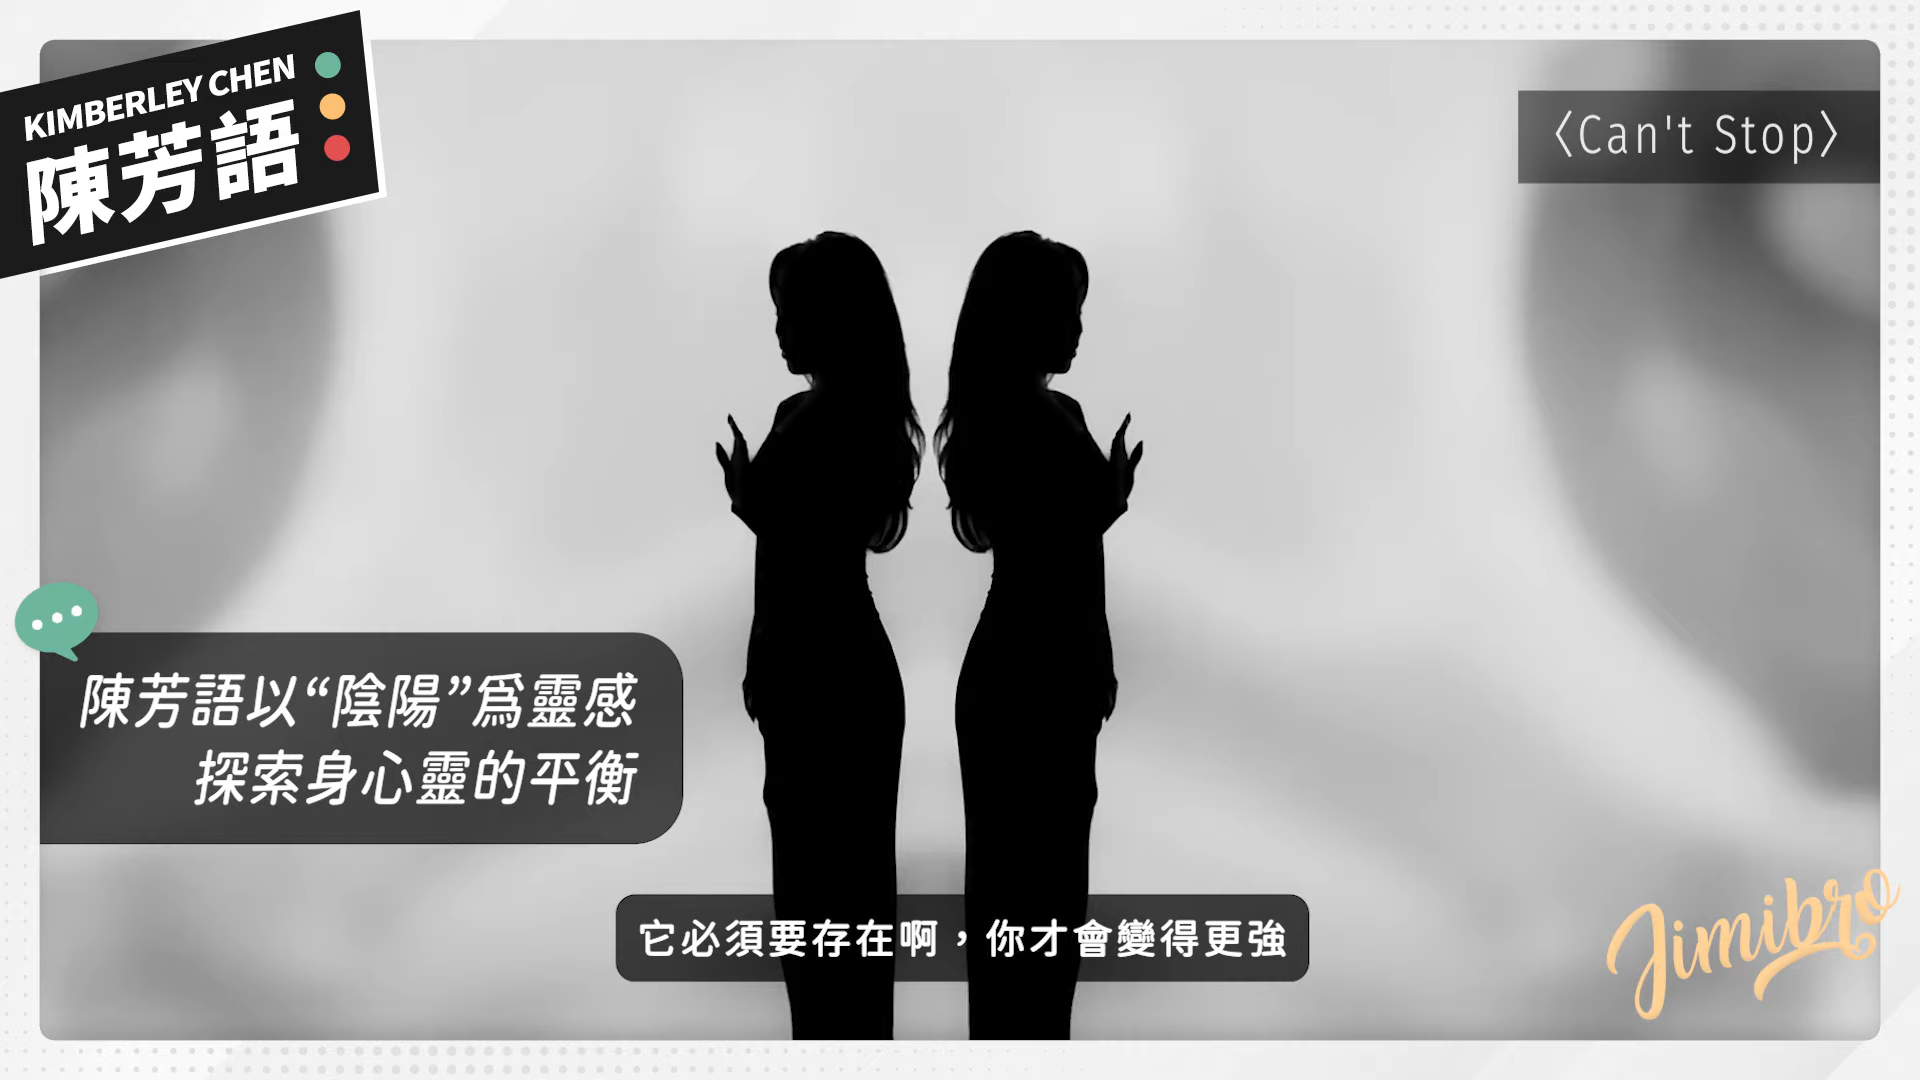 KIMBERLEY CHEN
陳芳語
〈Can't Stop〉
陳芳語以“陰陽”爲靈感
探索身心靈的平衡
它必須要存在啊，你才會變得更強
Jimibro